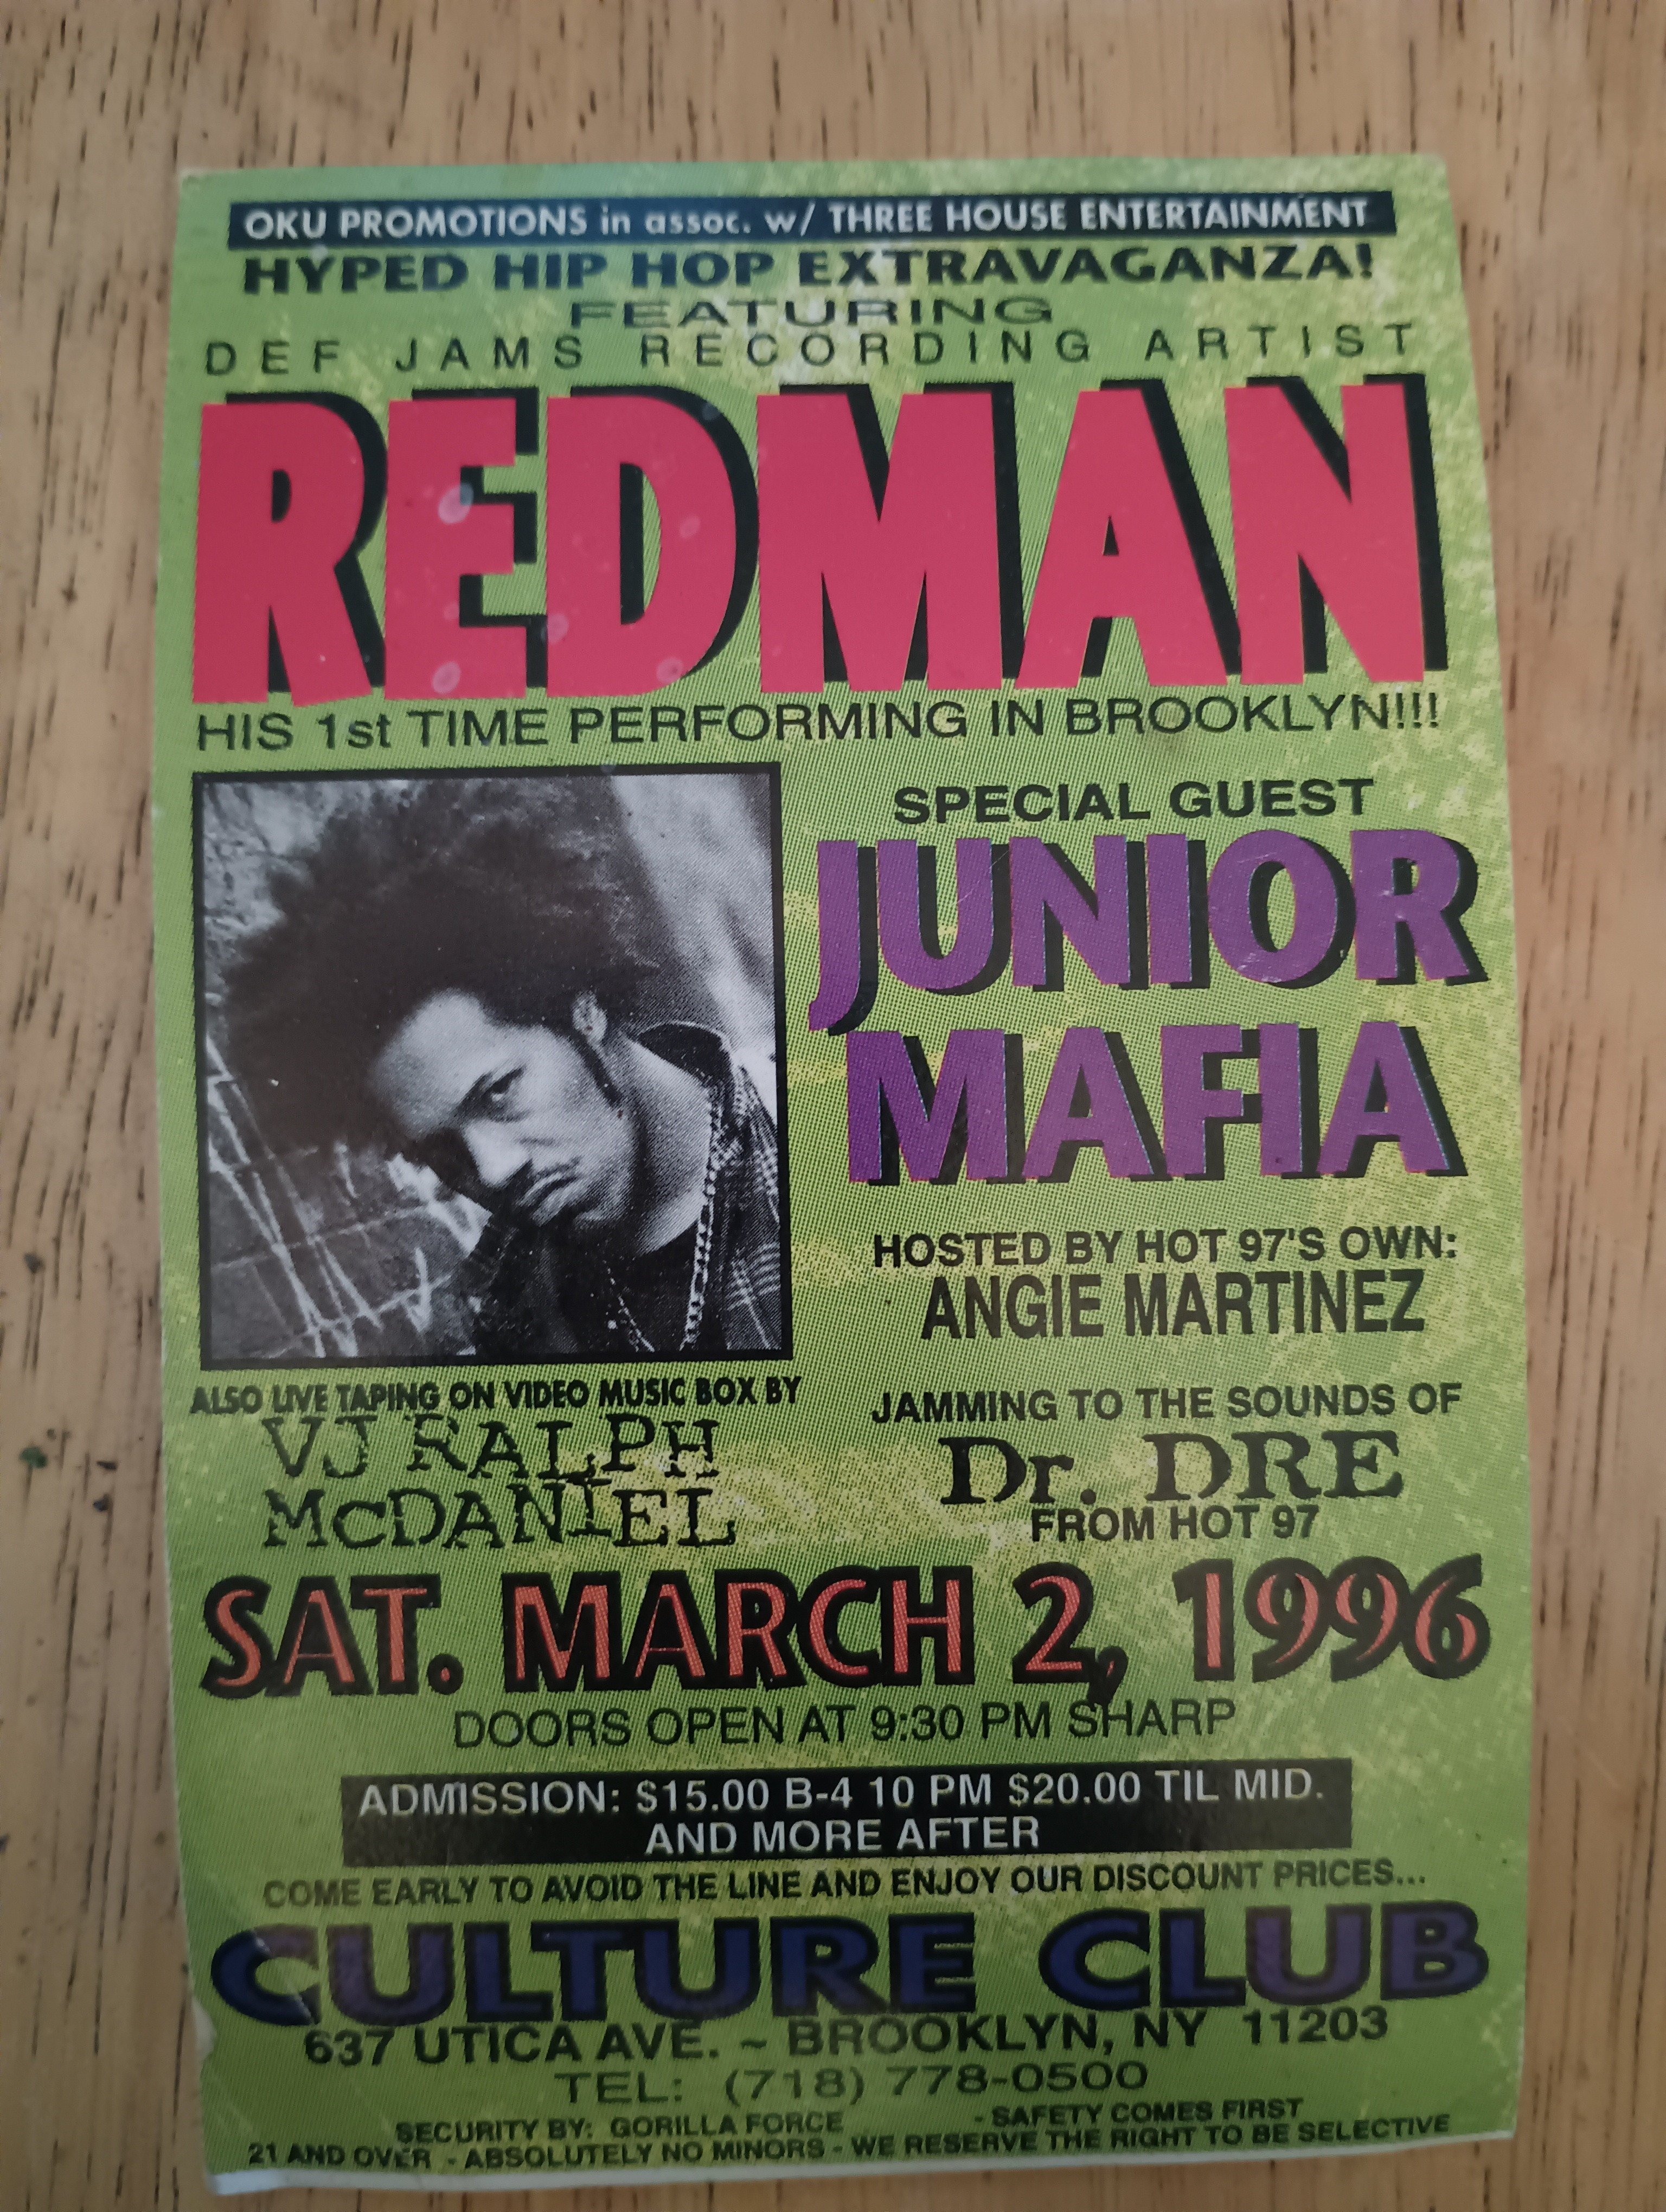 OKU PROMOTIONS in assoc. w/ THREE HOUSE ENTERTAINMENT
HYPED HIP HOP EXTRAVAGANZA!
FEATURING
DEF JAMS RECORDING ARTIST
REDMAN
HIS 1st TIME PERFORMING IN BROOKLYN!!!
SPECIAL GUEST
JUNIOR
MAFIA
HOSTED BY HOT 97'S OWN:
ANGIE MARTINEZ
ALSO LIVE TAPING ON VIDEO MUSIC BOX BY
VJ RALPH
McDANIEL
JAMMING TO THE SOUNDS OF
Dr. DRE
FROM HOT 97
SAT. MARCH 2, 1996
DOORS OPEN AT 9:30 PM SHARP
ADMISSION: $15.00 B-4 10 PM $20.00 TIL MID.
AND MORE AFTER
COME EARLY TO AVOID THE LINE AND ENJOY OUR DISCOUNT PRICES...
CULTURE CLUB
637 UTICA AVE. ~ BROOKLYN, NY 11203
TEL: (718) 778-0500
SECURITY BY: GORILLA FORCE - SAFETY COMES FIRST
21 AND OVER - ABSOLUTELY NO MINORS - WE RESERVE THE RIGHT TO BE SELECTIVE